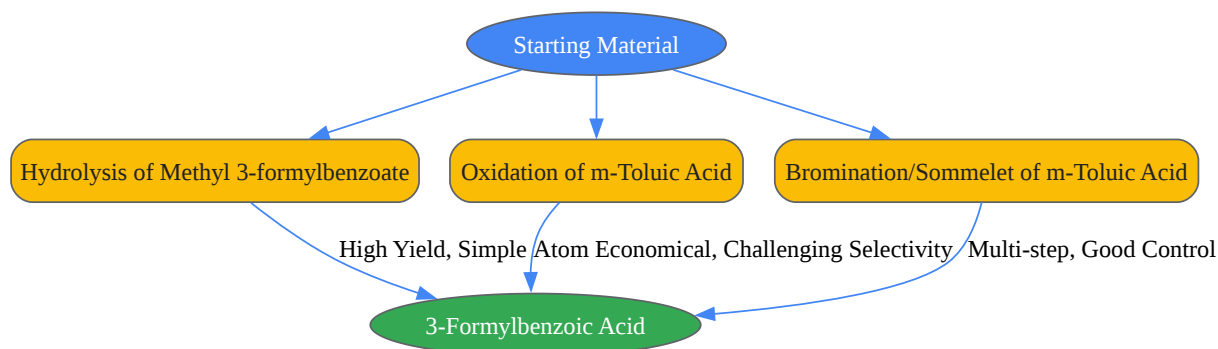 Starting Material
Hydrolysis of Methyl 3-formylbenzoate
Oxidation of m-Toluic Acid
Bromination/Sommelet of m-Toluic Acid
High Yield, Simple
Atom Economical, Challenging Selectivity
Multi-step, Good Control
3-Formylbenzoic Acid